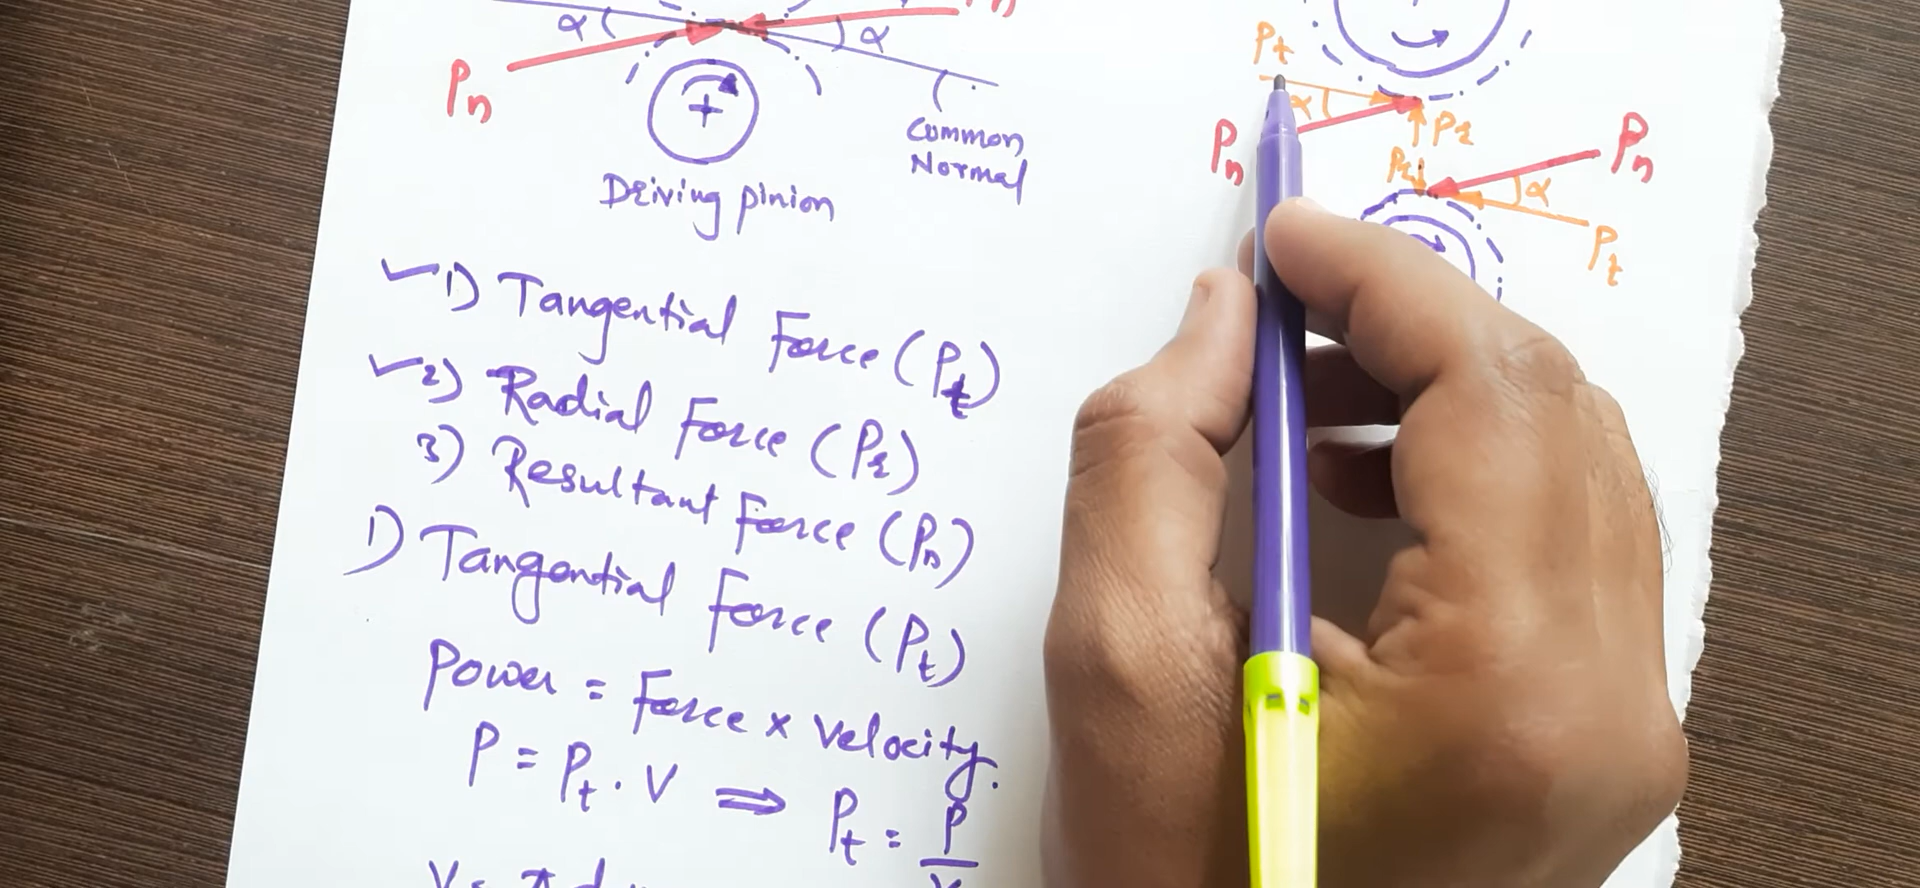 α
α
Pn
Common
Normal
Driving pinion
Pt
α
Pn
Pr
Pr
Pn
α
Pt
1) Tangential Force (Pt)
2) Radial Force (Pr)
3) Resultant Force (Pn)
1) Tangential Force (Pt)
Power = Force × Velocity.
P = Pt . V ⇒ Pt = P